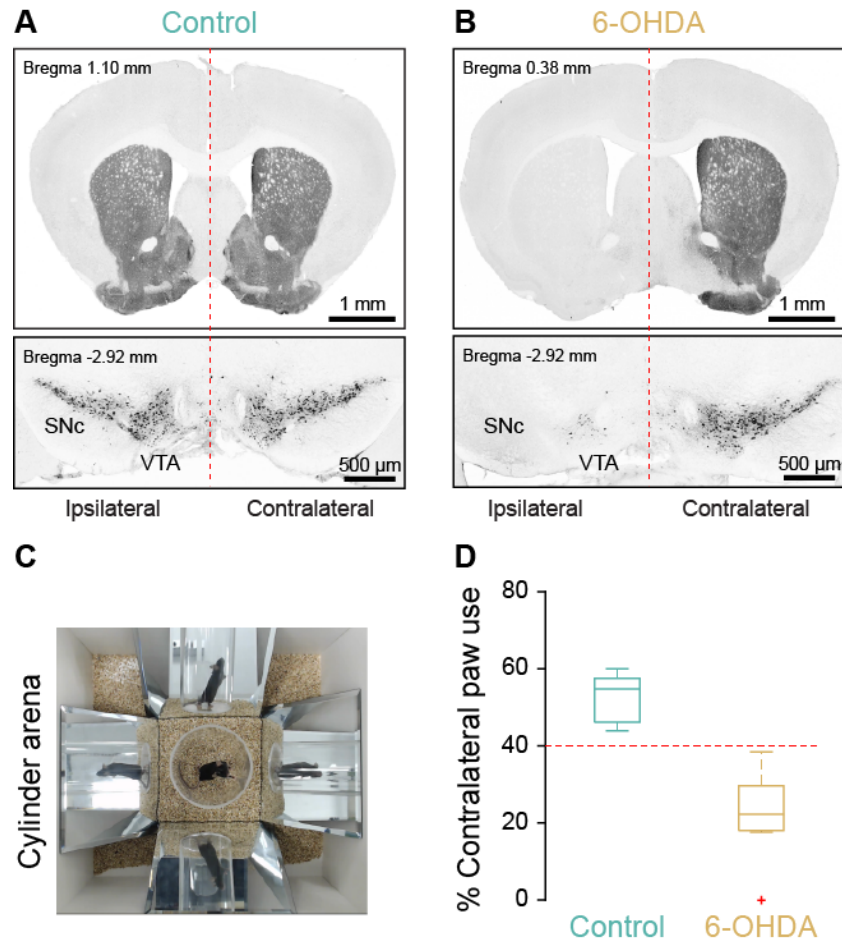 A
Control
Bregma 1.10 mm
1 mm
Bregma -2.92 mm
SNc
VTA
500 µm
Ipsilateral
Contralateral
B
6-OHDA
Bregma 0.38 mm
1 mm
Bregma -2.92 mm
SNc
VTA
500 µm
Ipsilateral
Contralateral
C
Cylinder arena
D
% Contralateral paw use
80
60
40
20
0
Control
6-OHDA